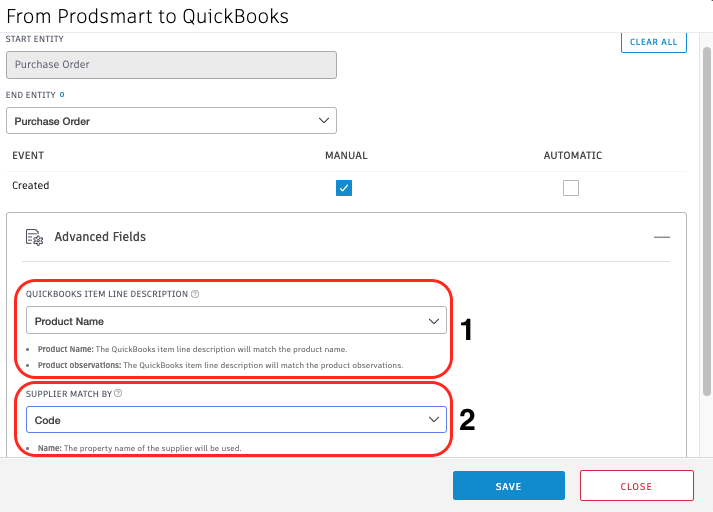 From Prodsmart to QuickBooks
START ENTITY
CLEAR ALL
Purchase Order
END ENTITY
Purchase Order
EVENT MANUAL AUTOMATIC
Created
Advanced Fields
QUICKBOOKS ITEM LINE DESCRIPTION ?
Product Name
1
• Product Name: The QuickBooks item line description will match the product name.
• Product observations: The QuickBooks item line description will match the product observations.
SUPPLIER MATCH BY ?
Code
2
• Name: The property name of the supplier will be used.
SAVE CLOSE